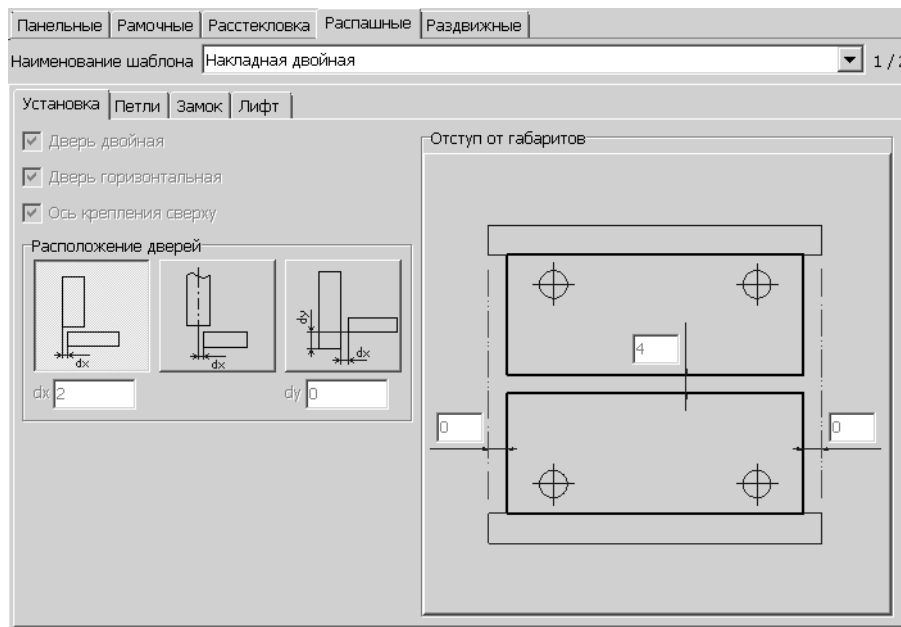 Панельные Рамочные Расстекловка Распашные Раздвижные
Наименование шаблона Накладная двойная 1 / 2
Установка Петли Замок Лифт
Дверь двойная
Дверь горизонтальная
Ось крепления сверху
Расположение дверей
dx dx dy dx
dx 2 dy 0
Отступ от габаритов
4
0 0